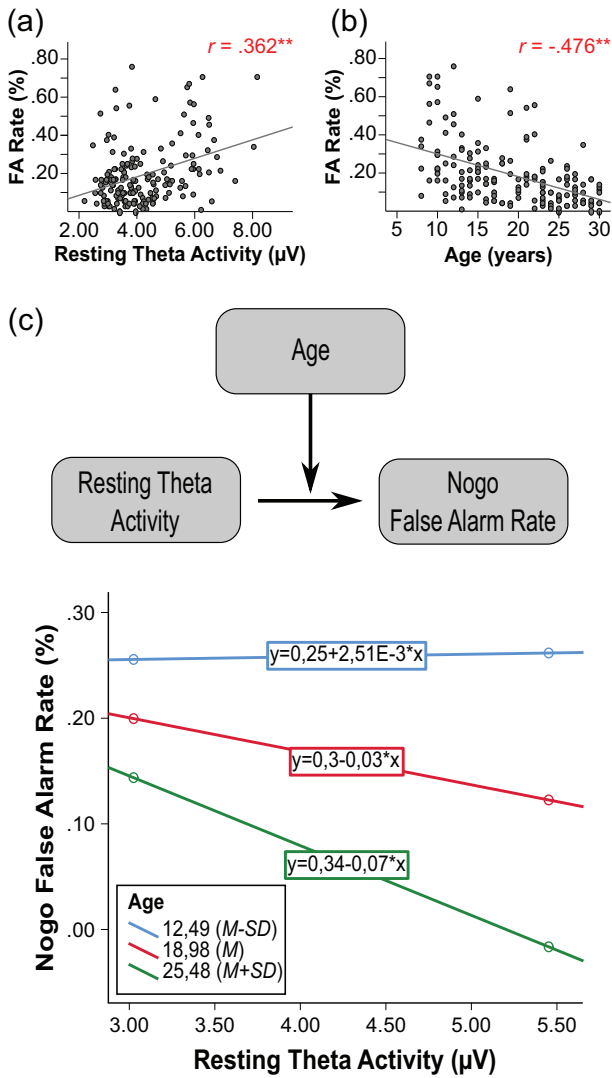 (a)
r = .362**
FA Rate (%)
.80
.60
.40
.20
2.00 4.00 6.00 8.00
Resting Theta Activity (µV)
(b)
r = -.476**
FA Rate (%)
.80
.60
.40
.20
5 10 15 20 25 30
Age (years)
(c)
Age
Resting Theta
Activity
Nogo
False Alarm Rate
Nogo False Alarm Rate (%)
.30
.20
.10
.00
y=0,25+2,51E-3*x
y=0,3-0,03*x
y=0,34-0,07*x
Age
12,49 (M-SD)
18,98 (M)
25,48 (M+SD)
3.00 3.50 4.00 4.50 5.00 5.50
Resting Theta Activity (µV)